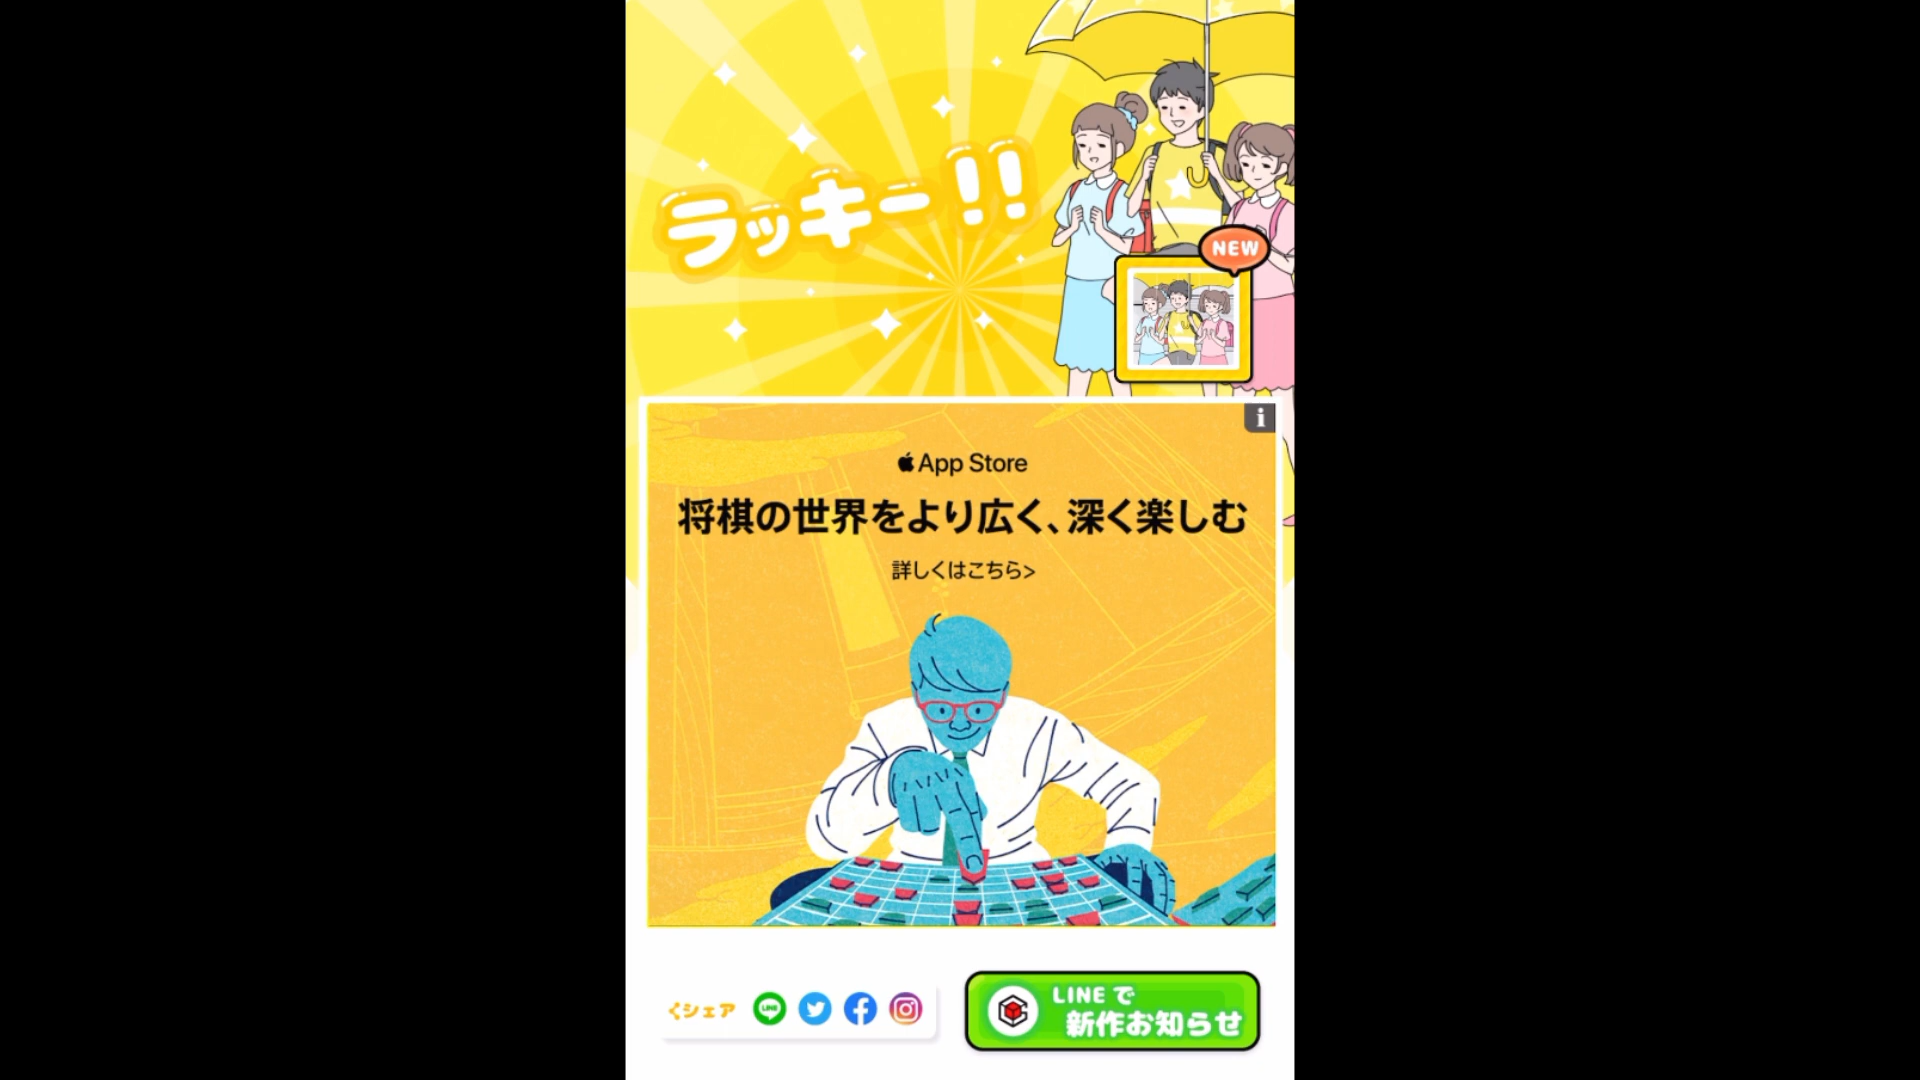 ラッキー!!
NEW
i
App Store
将棋の世界をより広く、深く楽しむ
詳しくはこちら>
シェア
LINE
LINEで
新作お知らせ